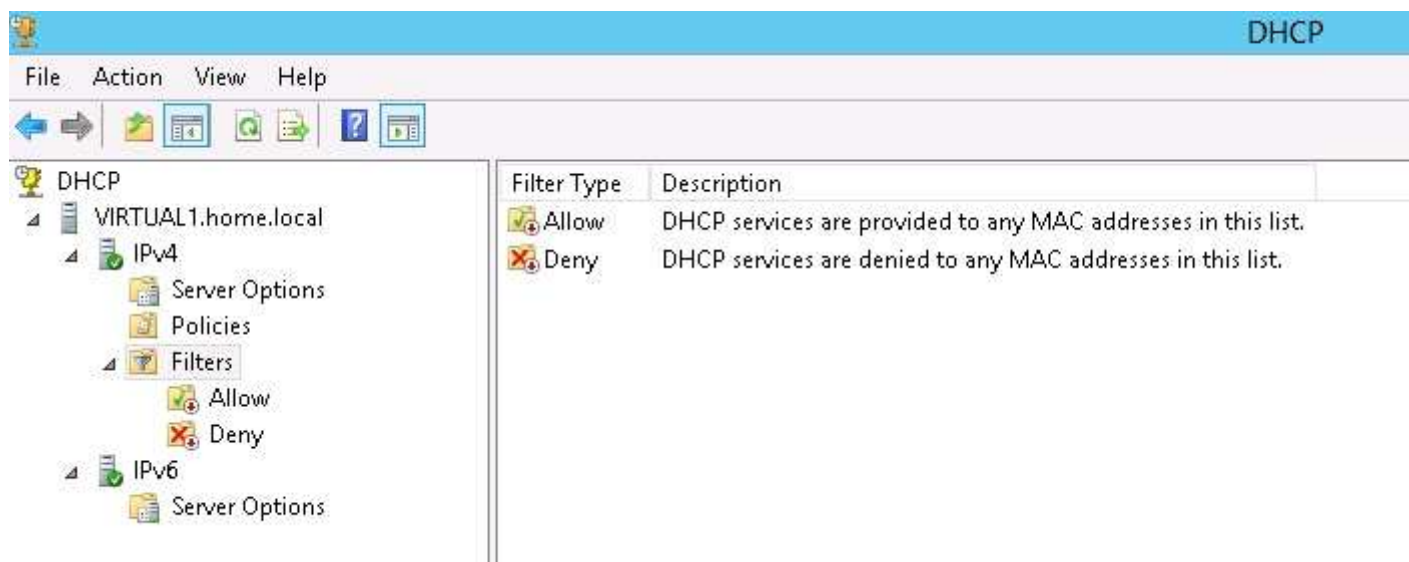 DHCP
File Action View Help
DHCP
VIRTUAL1.home.local
IPv4
Server Options
Policies
Filters
Allow
Deny
IPv6
Server Options
Filter Type Description
Allow DHCP services are provided to any MAC addresses in this list.
Deny DHCP services are denied to any MAC addresses in this list.